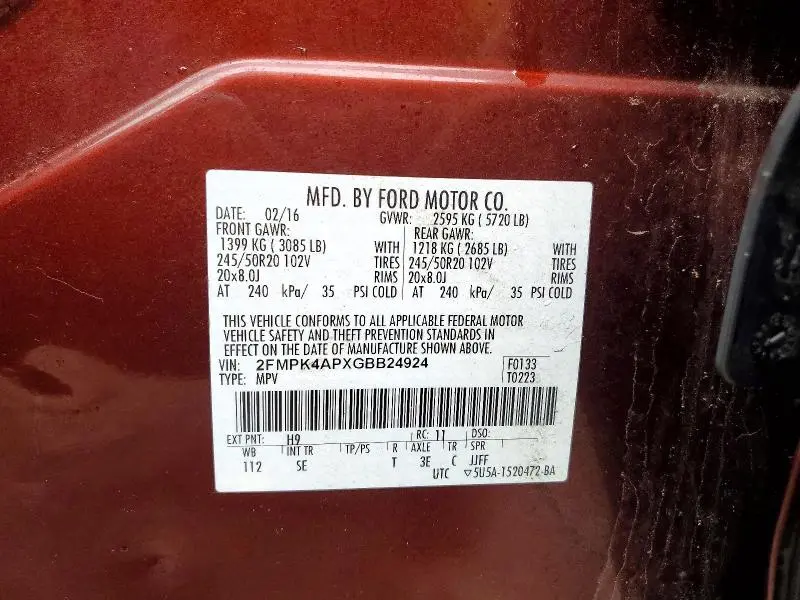 MFD. BY FORD MOTOR CO.
DATE: 02/16 GVWR: 2595 KG ( 5720 LB)
FRONT GAWR: REAR GAWR:
1399 KG ( 3085 LB) WITH 1218 KG ( 2685 LB) WITH
245/50R20 102V TIRES 245/50R20 102V TIRES
20x8.0J RIMS 20x8.0J RIMS
AT 240 kPa/ 35 PSI COLD AT 240 kPa/ 35 PSI COLD
THIS VEHICLE CONFORMS TO ALL APPLICABLE FEDERAL MOTOR
VEHICLE SAFETY AND THEFT PREVENTION STANDARDS IN
EFFECT ON THE DATE OF MANUFACTURE SHOWN ABOVE.
VIN: 2FMPK4APXGBB24924 F0133
TYPE: MPV T0223
EXT PNT: H9 RC: 11 DSO:
WB INT TR TP/PS R AXLE TR SPR
112 SE T 3E C JJFF
UTC ▽5U5A-1520472-BA